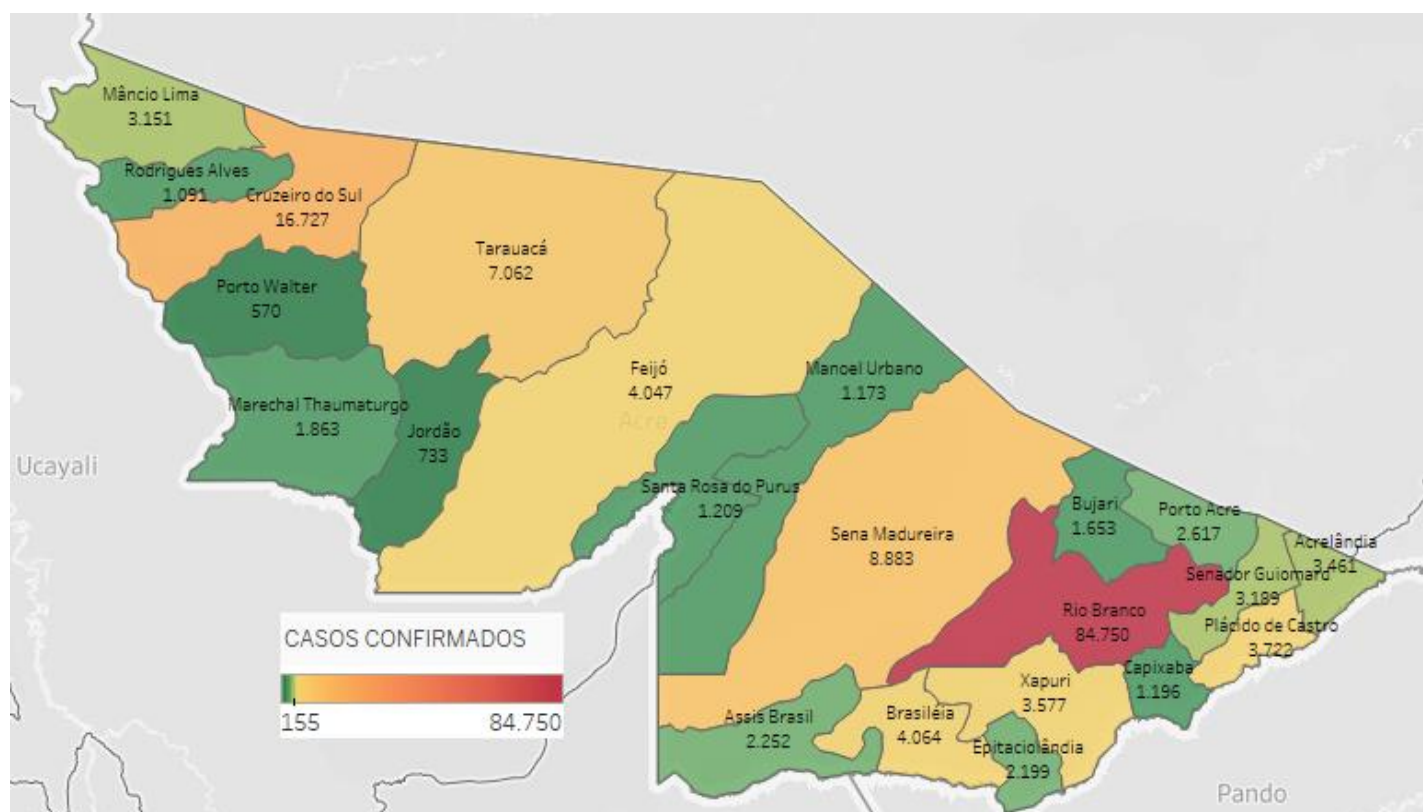 Mâncio Lima
3.151
Rodrigues Alves
1.091
Cruzeiro do Sul
16.727
Tarauacá
7.062
Porto Walter
570
Feijó
4.047
Manoel Urbano
1.173
Marechal Thaumaturgo
1.863
Jordão
733
Acre
Ucayali
Santa Rosa do Purus
1.209
Sena Madureira
8.883
Bujari
1.653
Porto Acre
2.617
Acrelândia
3.461
Senador Guiomard
3.189
Rio Branco
84.750
Plácido de Castro
3.722
Capixaba
1.196
Xapuri
3.577
Assis Brasil
2.252
Brasiléia
4.064
Epitaciolândia
2.199
CASOS CONFIRMADOS
155 84.750
Pando